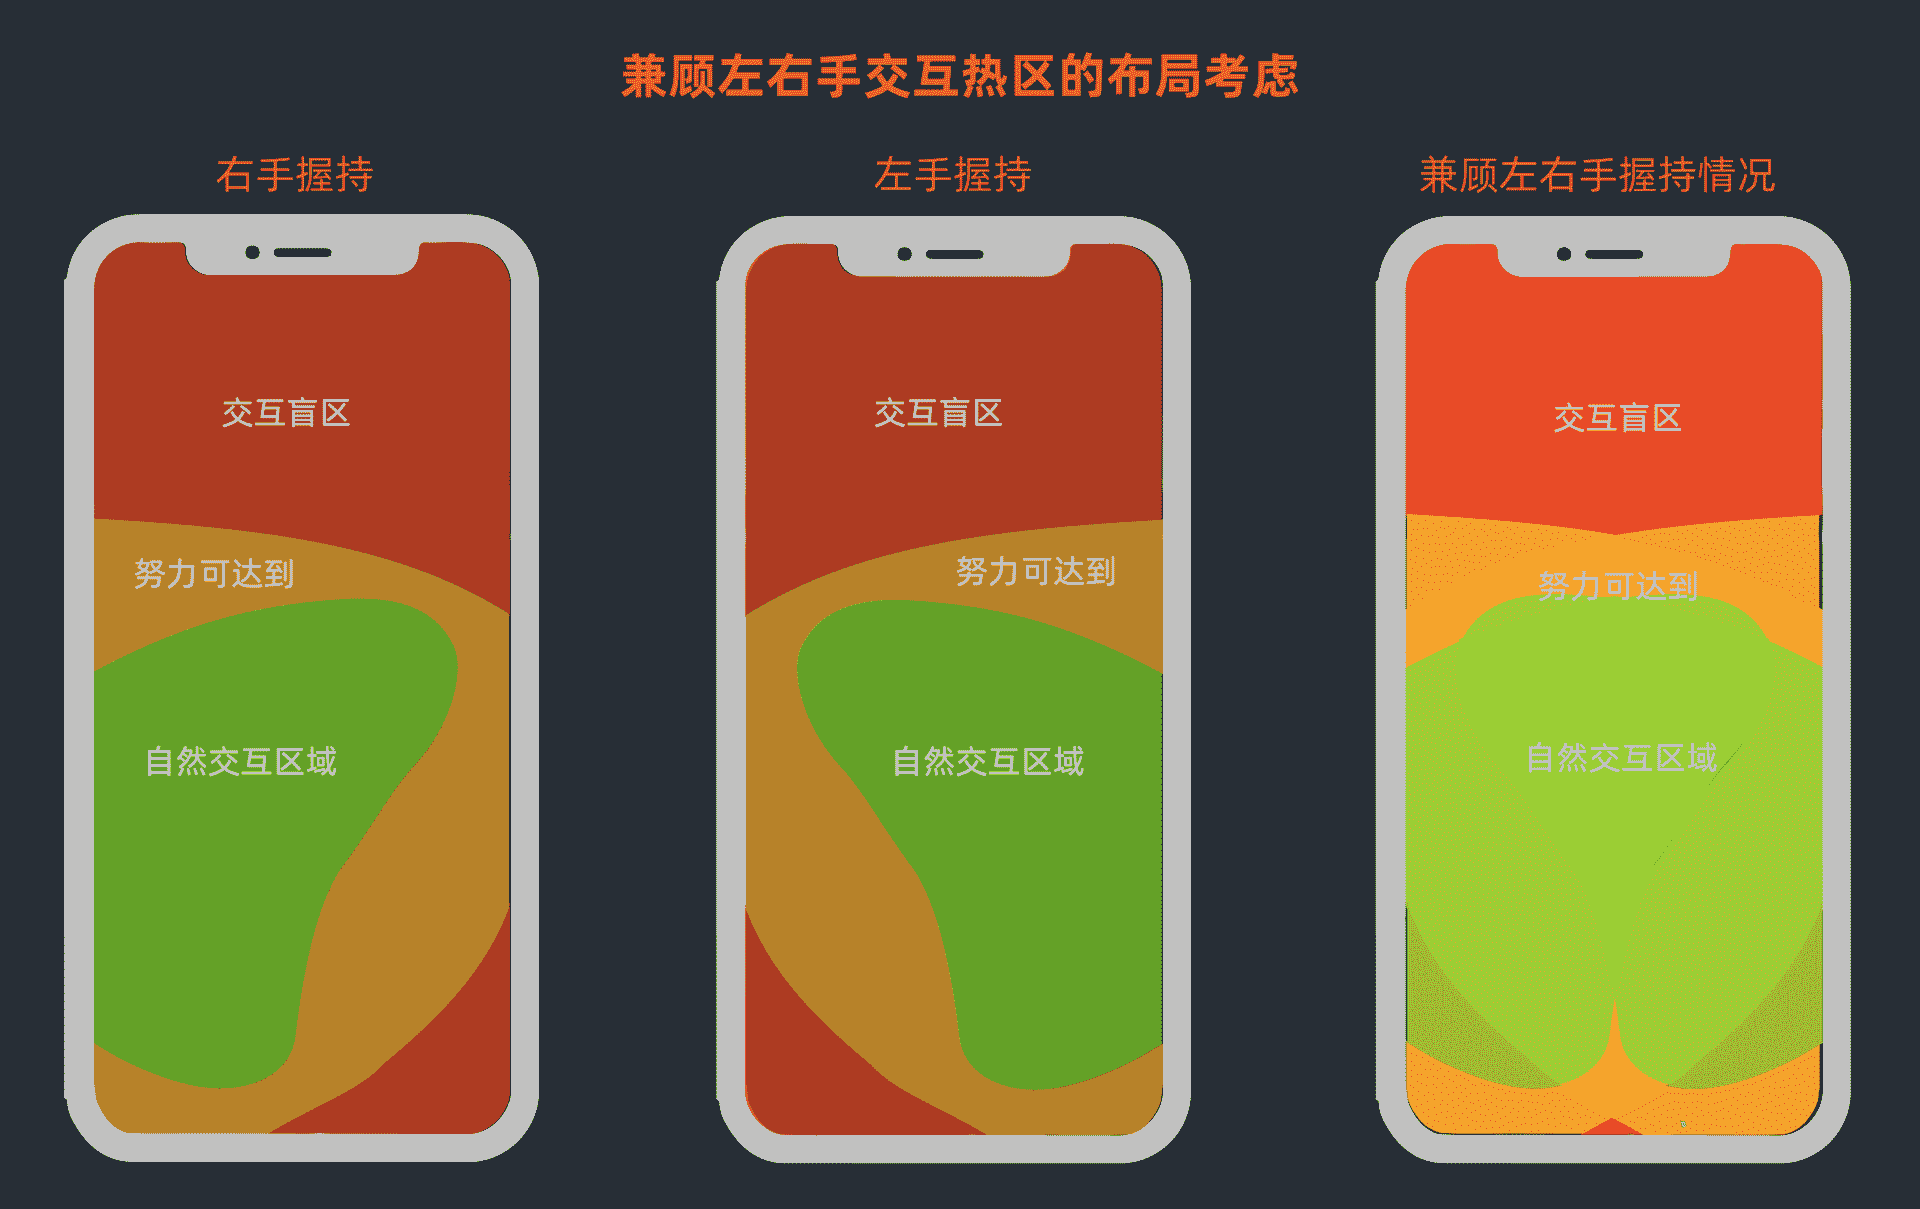 兼顾左右手交互热区的布局考虑
右手握持
左手握持
兼顾左右手握持情况
交互盲区
交互盲区
交互盲区
努力可达到
努力可达到
努力可达到
自然交互区域
自然交互区域
自然交互区域